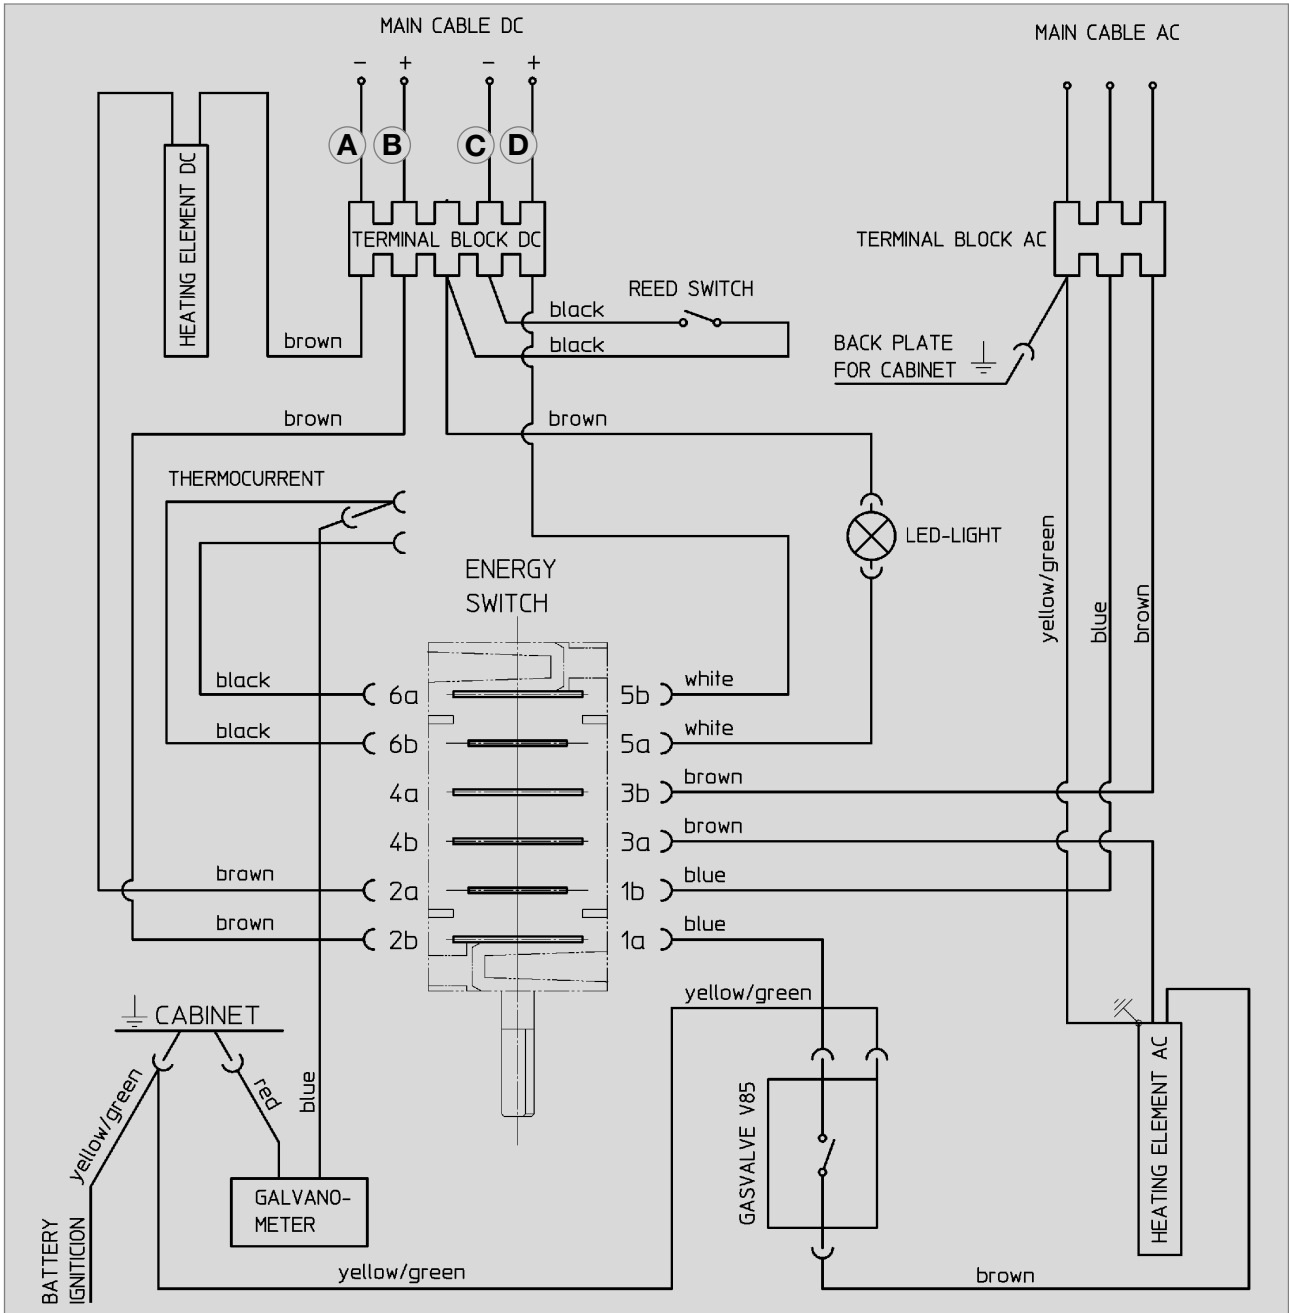 MAIN CABLE DC
MAIN CABLE AC
− + − +
A B C D
HEATING ELEMENT DC
TERMINAL BLOCK DC
TERMINAL BLOCK AC
REED SWITCH
black
black
brown
BACK PLATE
FOR CABINET
brown
brown
THERMOCURRENT
LED-LIGHT
ENERGY
SWITCH
yellow/green
blue
brown
black
6a
5b
white
black
6b
5a
white
4a
3b
brown
4b
3a
brown
brown
2a
1b
blue
brown
2b
1a
blue
yellow/green
CABINET
yellow/green
red
blue
GASVALVE V85
HEATING ELEMENT AC
GALVANO-
METER
BATTERY
IGNITICION
yellow/green
brown